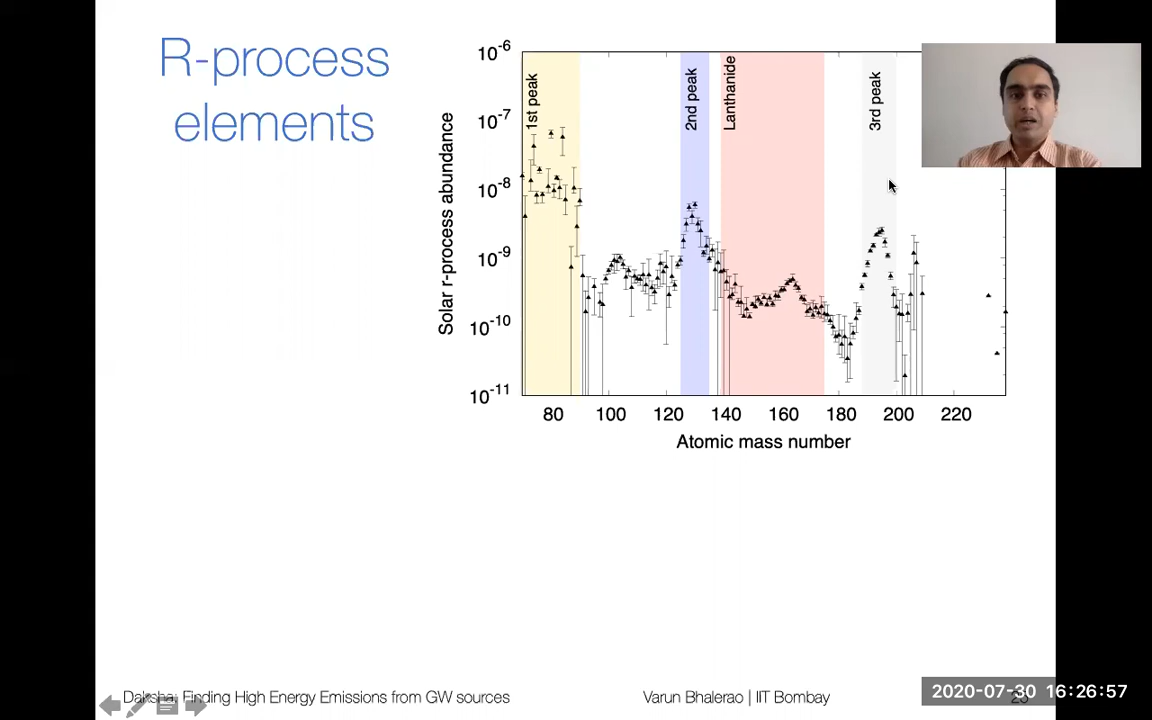 R-process
elements
10-6
10-7
10-8
10-9
10-10
10-11
Solar r-process abundance
1st peak
2nd peak
Lanthanide
3rd peak
80 100 120 140 160 180 200 220
Atomic mass number
Daksha: Finding High Energy Emissions from GW sources
Varun Bhalerao | IIT Bombay
2020-07-30 16:26:57